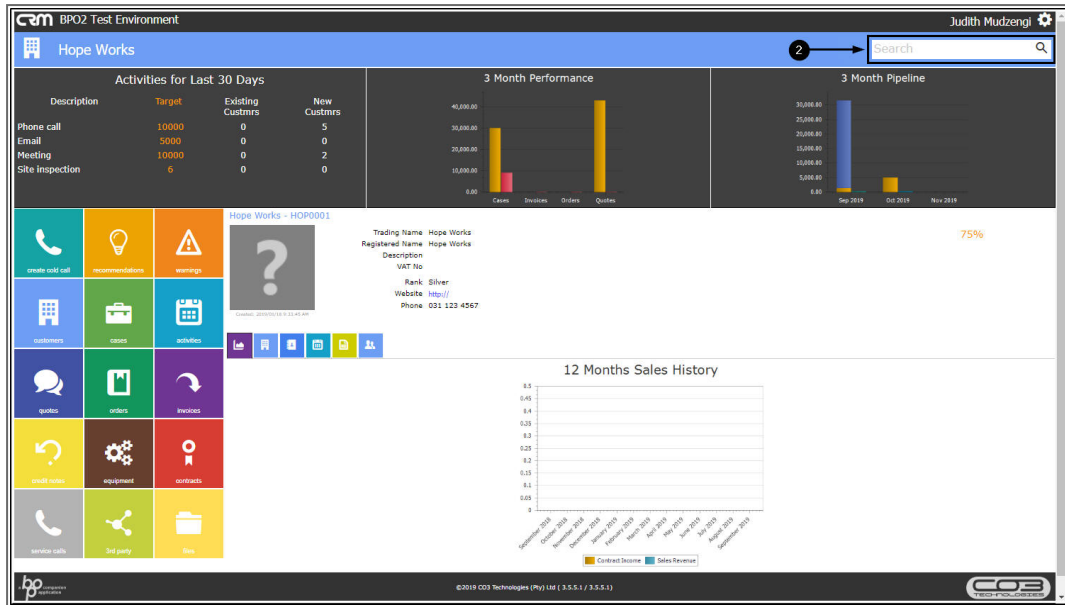 CRM BPO2 Test Environment
Judith Mudzengi
Hope Works
2
Search
Activities for Last 30 Days
Description Target Existing Custmrs New Custmrs
Phone call 10000 0 5
Email 5000 0 0
Meeting 10000 0 2
Site inspection 6 0 0
3 Month Performance
40,000.00
30,000.00
20,000.00
10,000.00
0.00
Cases Invoices Orders Quotes
3 Month Pipeline
30,000.00
25,000.00
20,000.00
15,000.00
10,000.00
5,000.00
0.00
Sep 2019 Oct 2019 Nov 2019
create cold call recommendations warnings
customers cases activities
quotes orders invoices
credit notes equipment contracts
service calls 3rd party files
Hope Works - HOP0001
?
Trading Name Hope Works
Registered Name Hope Works
Description
VAT No
Rank Silver
Website http://
Phone 031 123 4567
75%
12 Months Sales History
0.5
0.45
0.4
0.35
0.3
0.25
0.2
0.15
0.1
0.05
0
September 2018 October 2018 November 2018 December 2018 January 2019 February 2019 March 2019 April 2019 May 2019 June 2019 July 2019 August 2019 September 2019
Contract Income Sales Revenue
a bpo companion application
©2019 CO3 Technologies (Pty) Ltd ( 3.5.5.1 / 3.5.5.1)
CO3
TECHNOLOGIES